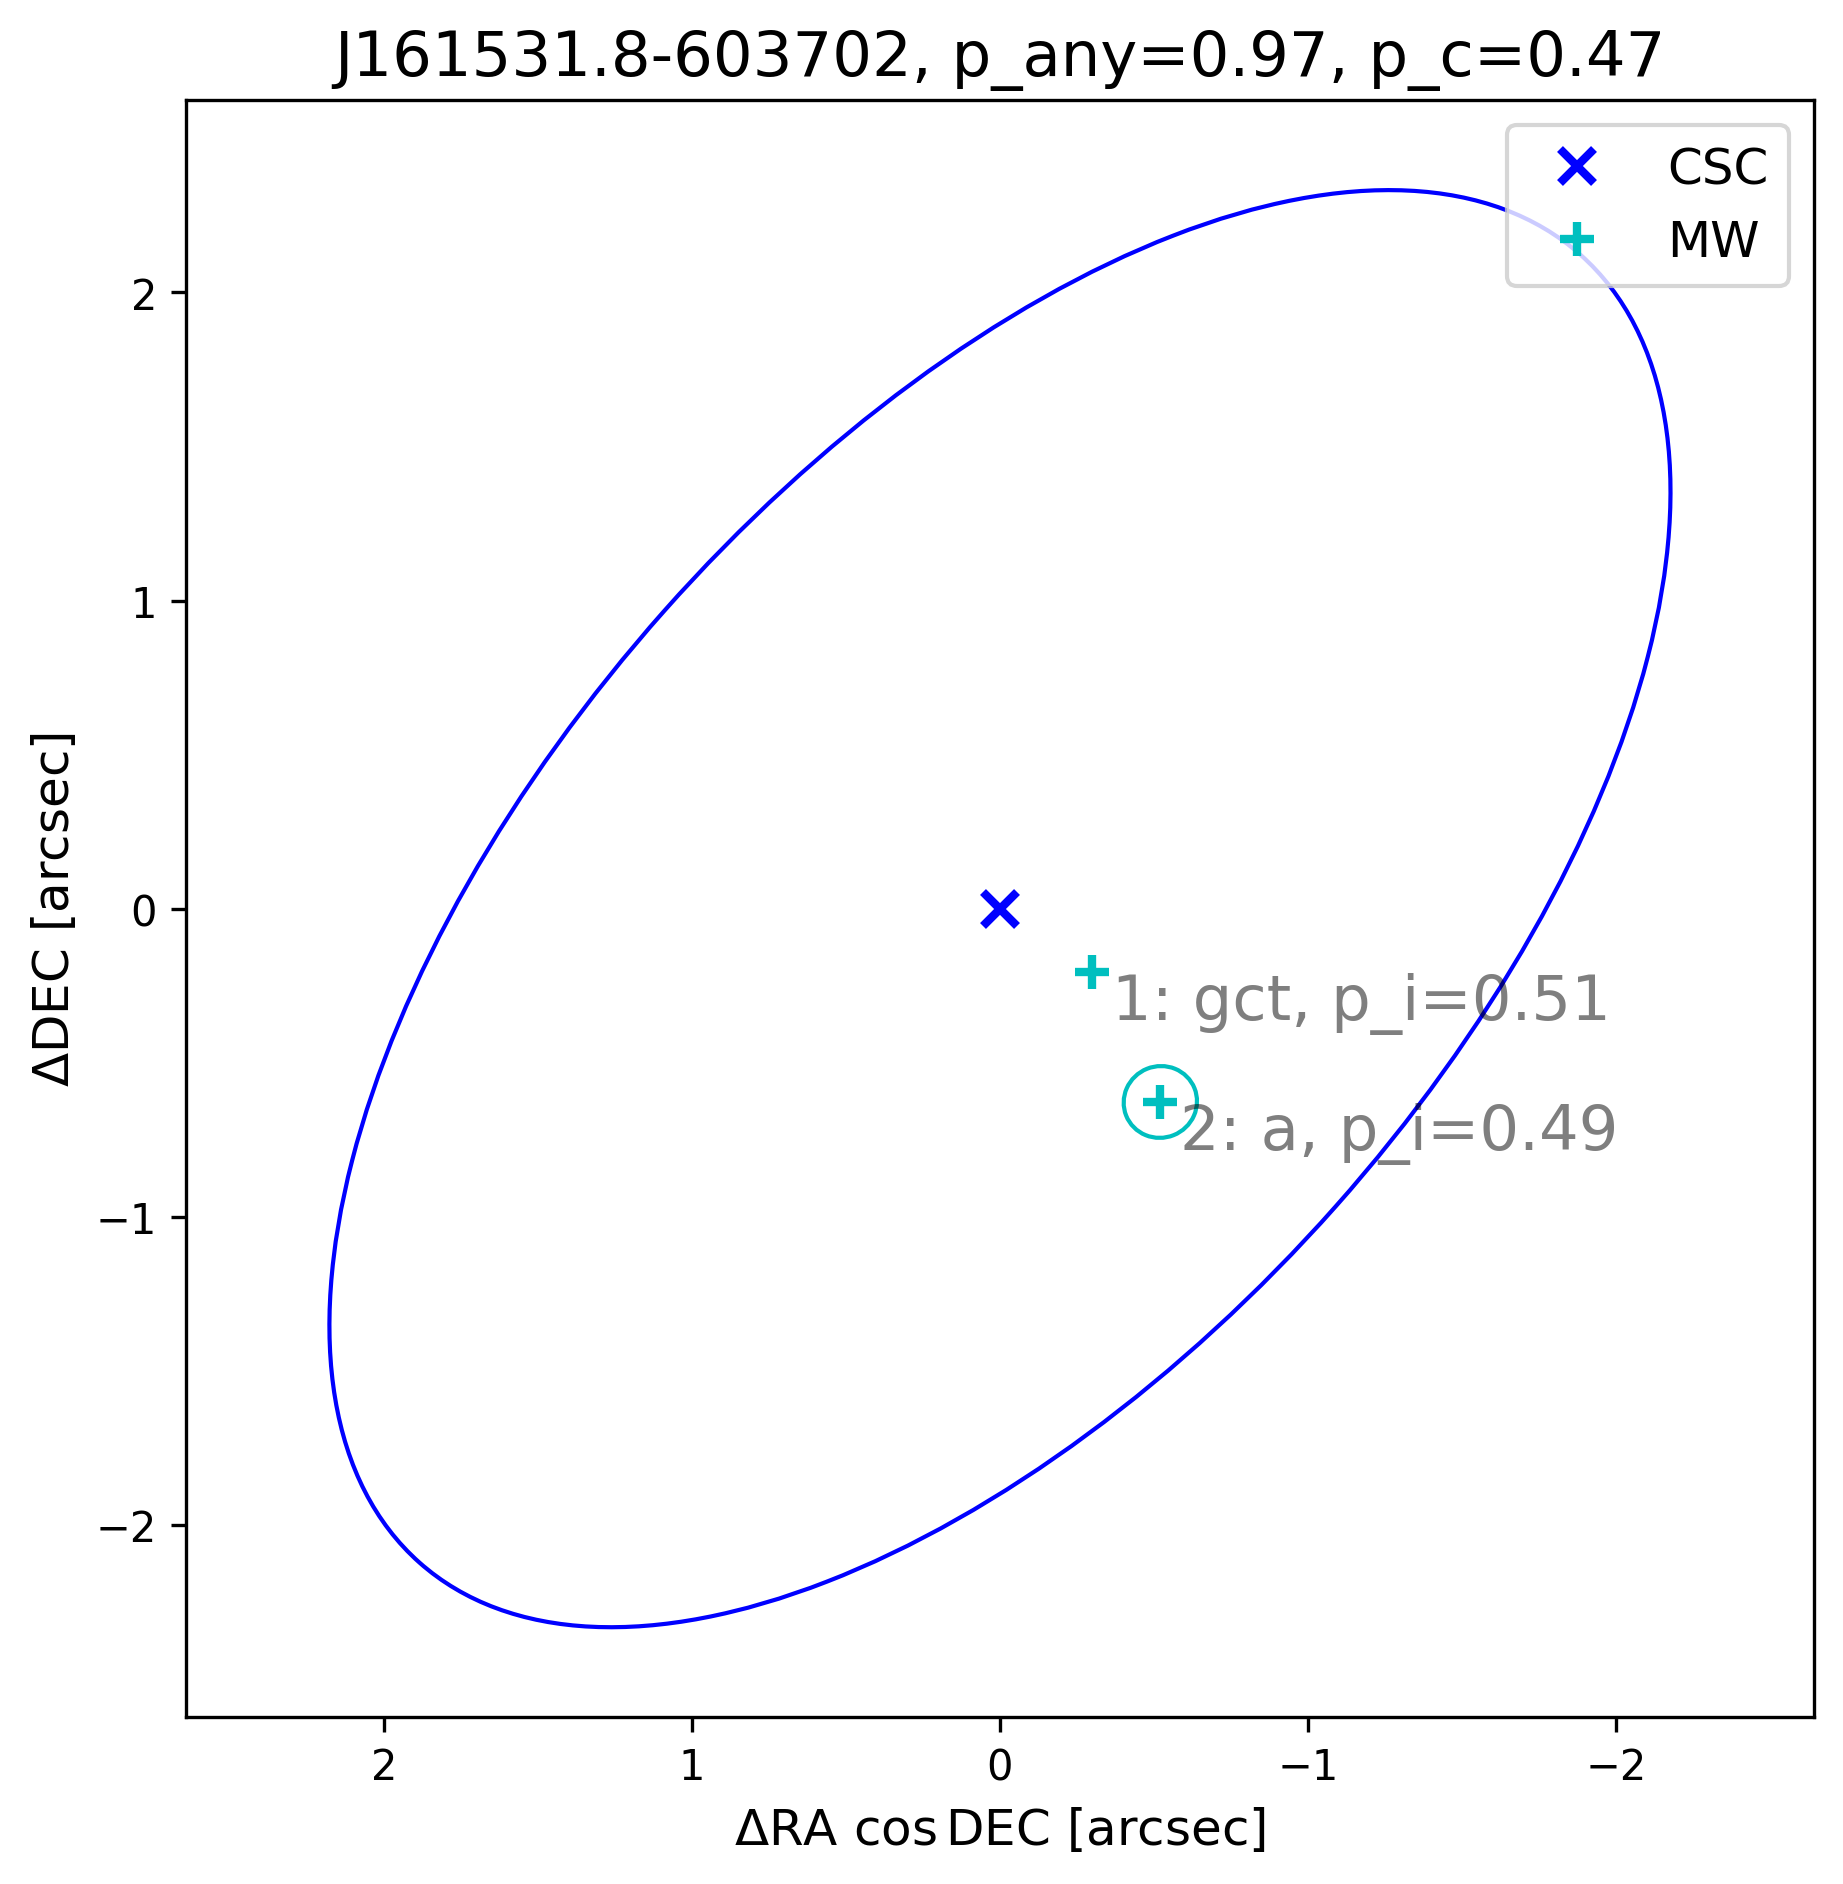 J161531.8-603702, p_any=0.97, p_c=0.47
CSC
MW
2
1
0
−1
−2
ΔDEC [arcsec]
1: gct, p_i=0.51
2: a, p_i=0.49
2 1 0 −1 −2
ΔRA cos DEC [arcsec]